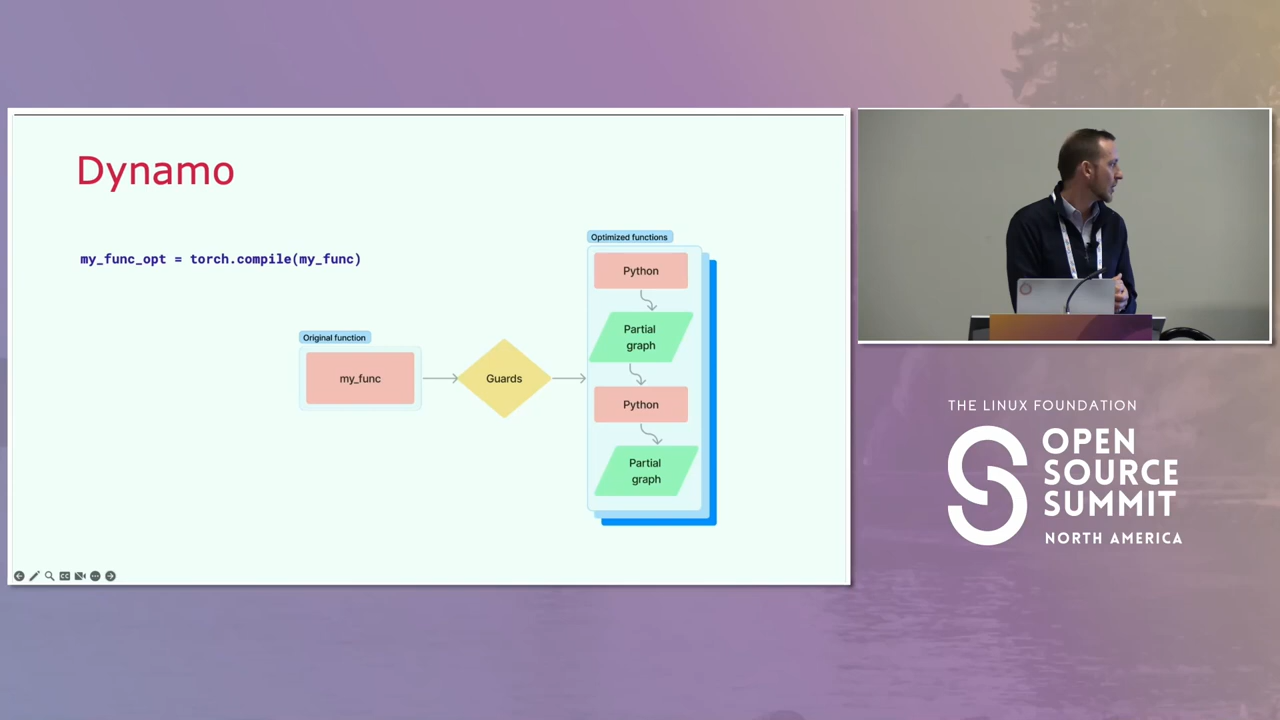 Dynamo
my_func_opt = torch.compile(my_func)
Original function
my_func
Guards
Optimized functions
Python
Partial
graph
Python
Partial
graph
THE LINUX FOUNDATION
OPEN
SOURCE
SUMMIT
NORTH AMERICA